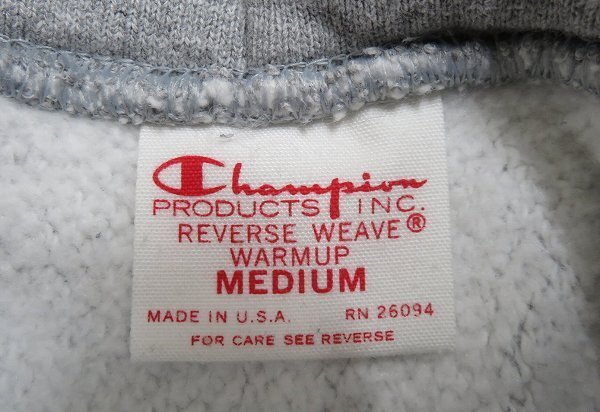 Champion
PRODUCTS INC.
REVERSE WEAVE®
WARMUP
MEDIUM
MADE IN U.S.A. RN 26094
FOR CARE SEE REVERSE